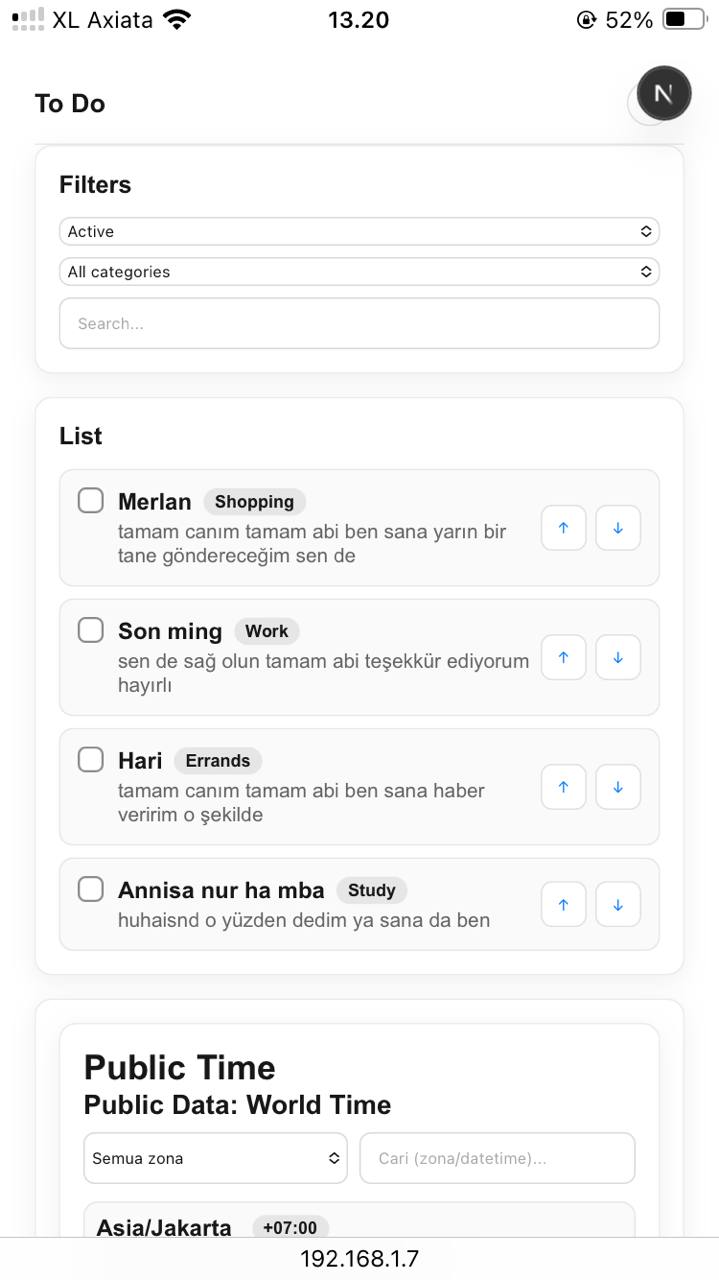 XL Axiata 13.20 52%
To Do
N
Filters
Active
All categories
Search...
List
Merlan Shopping
tamam canım tamam abi ben sana yarın bir
tane göndereceğim sen de
↑ ↓
Son ming Work
sen de sağ olun tamam abi teşekkür ediyorum
hayırlı
↑ ↓
Hari Errands
tamam canım tamam abi ben sana haber
veririm o şekilde
↑ ↓
Annisa nur ha mba Study
huhaisnd o yüzden dedim ya sana da ben
↑ ↓
Public Time
Public Data: World Time
Semua zona Cari (zona/datetime)...
Asia/Jakarta +07:00
192.168.1.7